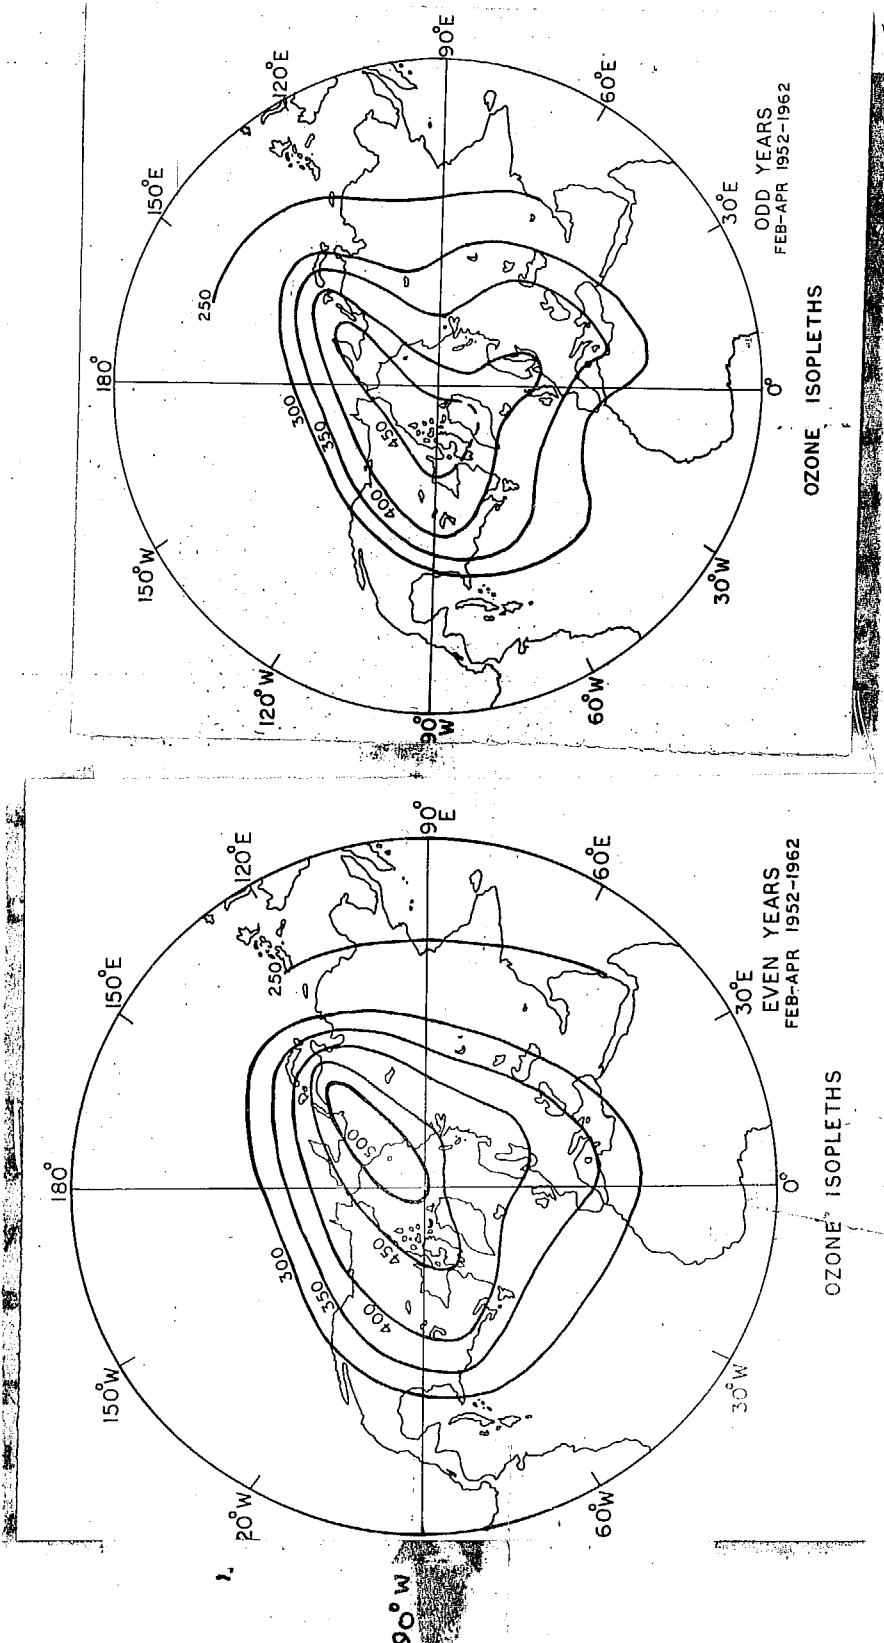 90°E
120°E
60°E
150°E
30°E
ODD YEARS
FEB-APR 1952-1962
250
180°
300
350
450
400
0°
OZONE ISOPLETHS
150°W
30°W
120°W
60°W
90°
W
90°
E
120°E
60°E
150°E
30°E
EVEN YEARS
FEB-APR 1952-1962
250
180°
500
450
300
350
400
0°
OZONE ISOPLETHS
150°W
30°W
20°W
60°W
90°W